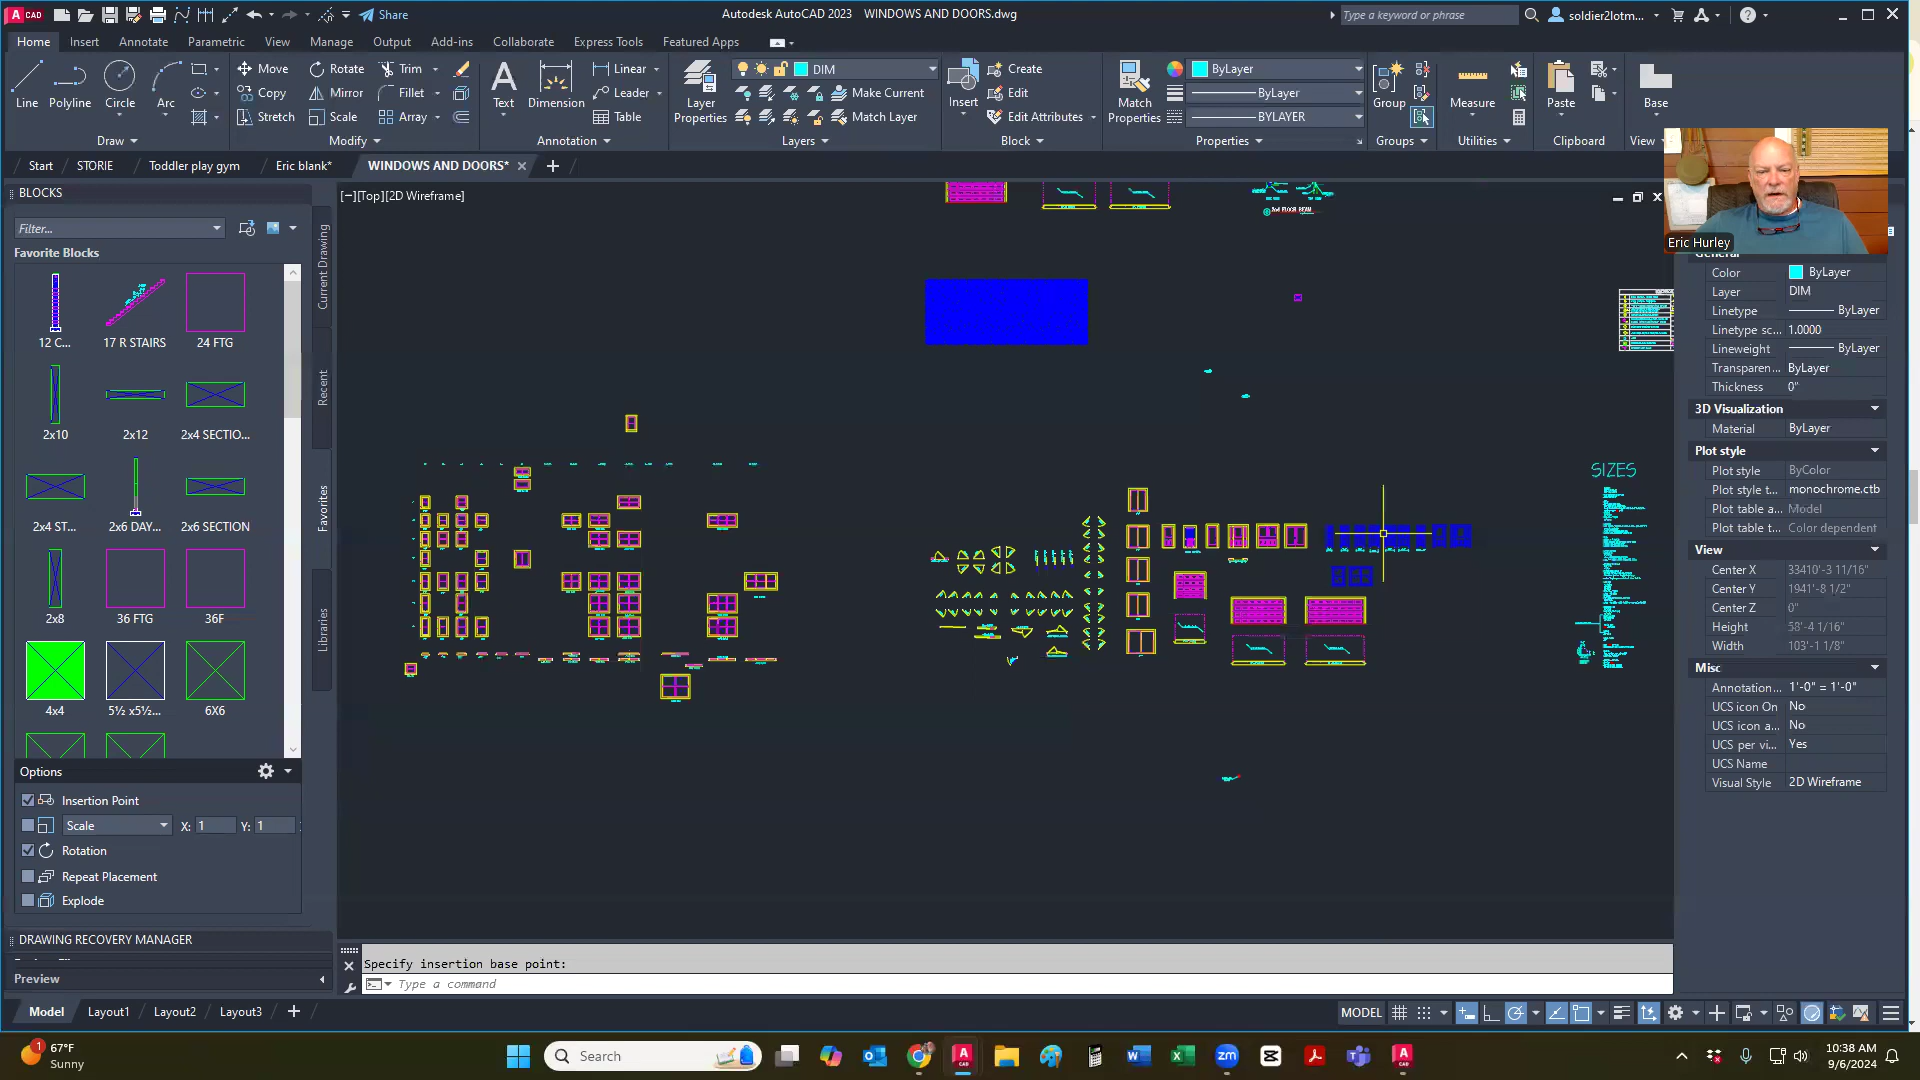 CAD
Share
Autodesk AutoCAD 2023 WINDOWS AND DOORS.dwg
Type a keyword or phrase
soldier2lotm...
Home Insert Annotate Parametric View Manage Output Add-ins Collaborate Express Tools Featured Apps
Line
Polyline
Circle
Arc
Draw
Move
Copy
Stretch
Rotate
Mirror
Scale
Trim
Fillet
Array
Modify
Text
Dimension
Linear
Leader
Table
Annotation
Layer
Properties
DIM
Make Current
Match Layer
Layers
Insert
Create
Edit
Edit Attributes
Block
Match
Properties
ByLayer
ByLayer
BYLAYER
Properties
Group
Groups
Measure
Utilities
Paste
Clipboard
Base
View
Start STORIE Toddler play gym Eric blank* WINDOWS AND DOORS*
BLOCKS
Filter...
Favorite Blocks
12 C...
17 R STAIRS
24 FTG
2x10
2x12
2x4 SECTIO...
2x4 ST...
2x6 DAY...
2x6 SECTION
2x8
36 FTG
36F
4x4
5½ x5½...
6X6
Current Drawing
Recent
Favorites
Libraries
Options
Insertion Point
Scale X: 1 Y: 1
Rotation
Repeat Placement
Explode
DRAWING RECOVERY MANAGER
Preview
[−][Top][2D Wireframe]
2nd FLOOR BEAM
SIZES
Eric Hurley
General
Color ByLayer
Layer DIM
Linetype ByLayer
Linetype sc... 1.0000
Lineweight ByLayer
Transparen... ByLayer
Thickness 0"
3D Visualization
Material ByLayer
Plot style
Plot style ByColor
Plot style t... monochrome.ctb
Plot table a... Model
Plot table t... Color dependent
View
Center X 33410'-3 11/16"
Center Y 1941'-8 1/2"
Center Z 0"
Height 58'-4 1/16"
Width 103'-1 1/8"
Misc
Annotation... 1'-0" = 1'-0"
UCS icon On No
UCS icon a... No
UCS per vi... Yes
UCS Name
Visual Style 2D Wireframe
Specify insertion base point:
Type a command
Model Layout1 Layout2 Layout3
MODEL
1
67°F
Sunny
Search
zm
10:38 AM
9/6/2024